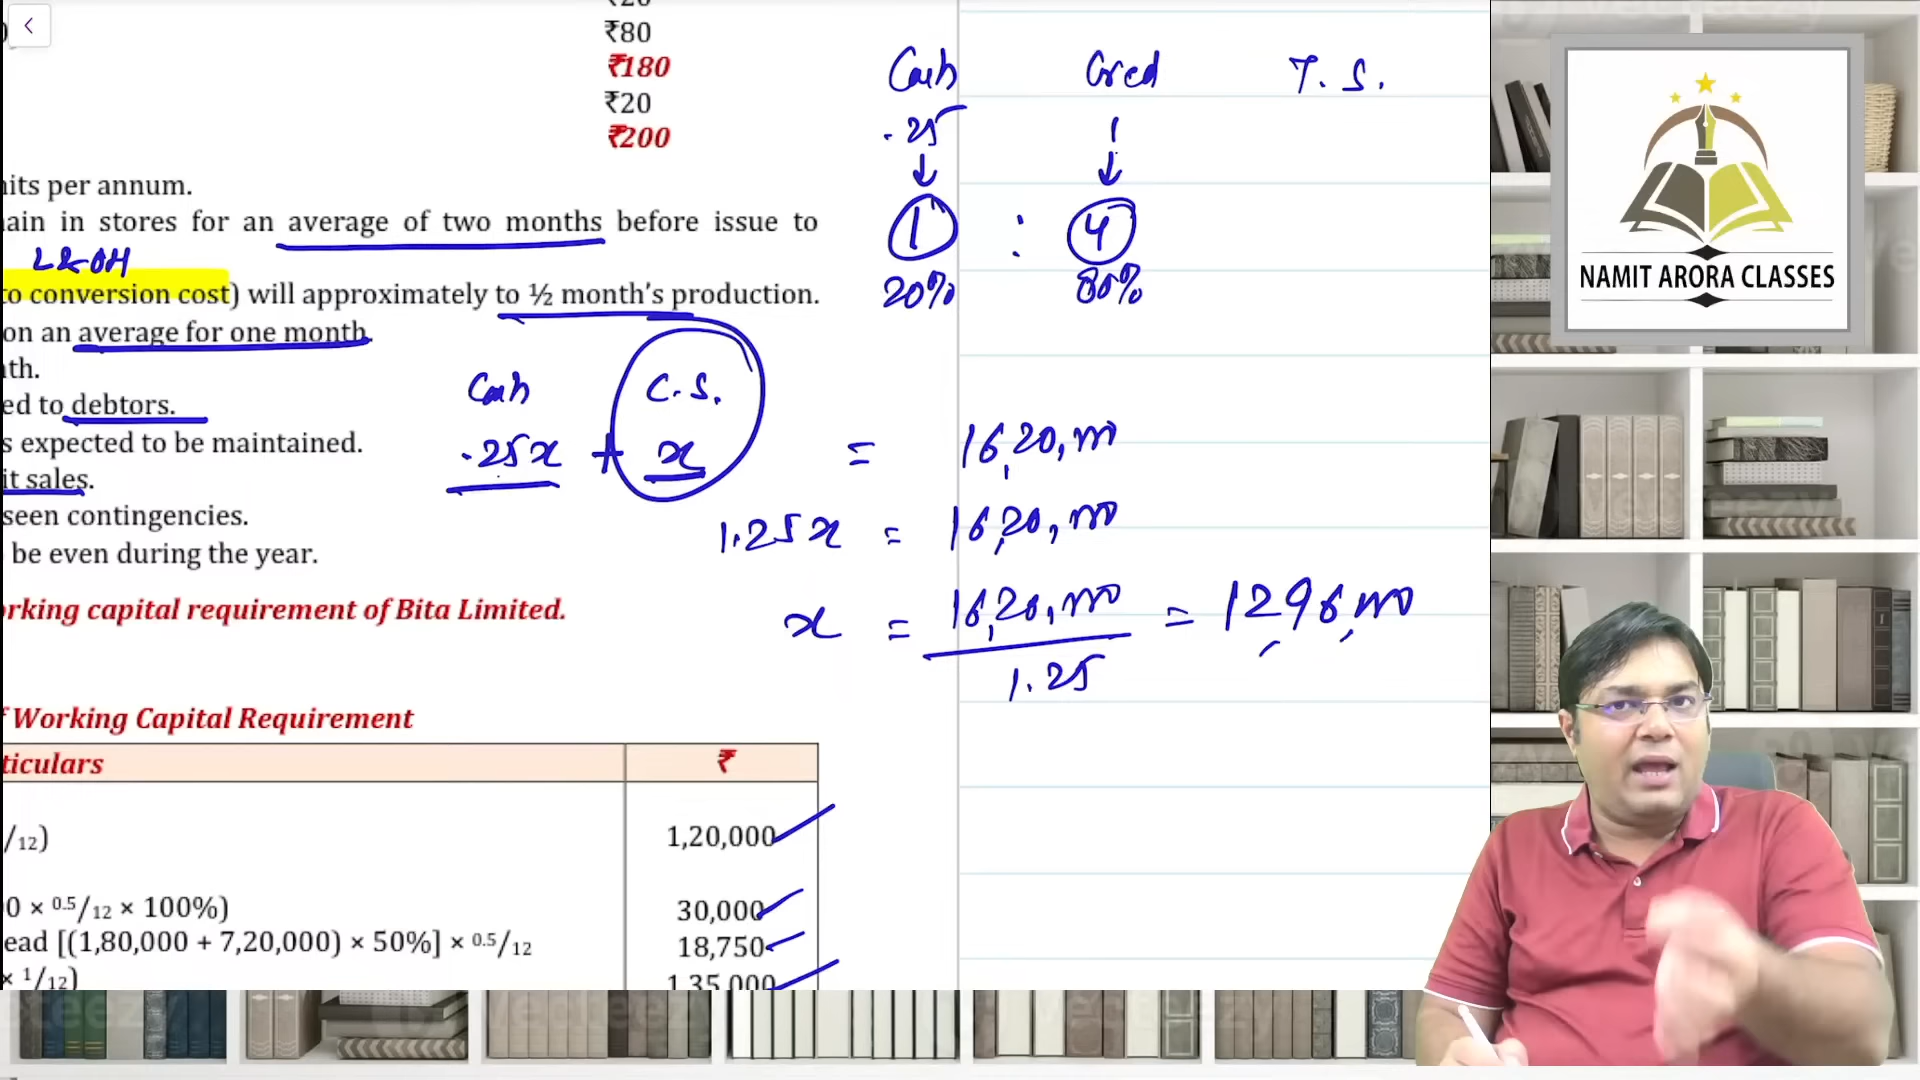 ₹80
₹180
₹20
₹200
its per annum.
ain in stores for an average of two months before issue to
L & OH
to conversion cost) will approximately to ½ month's production.
on an average for one month.
th.
ed to debtors.
s expected to be maintained.
it sales.
seen contingencies.
be even during the year.
rking capital requirement of Bita Limited.
Working Capital Requirement
ticulars ₹
/12) 1,20,000
0 × 0.5/12 × 100%) 30,000
ead [(1,80,000 + 7,20,000) × 50%] × 0.5/12 18,750
× 1/12) 1,35,000
Cash Cred T. S.
.25 1
1 : 4
20% 80%
Cash C.S.
.25x + x = 16,20,000
1.25x = 16,20,000
x = 16,20,000 / 1.25 = 12,96,000
NAMIT ARORA CLASSES